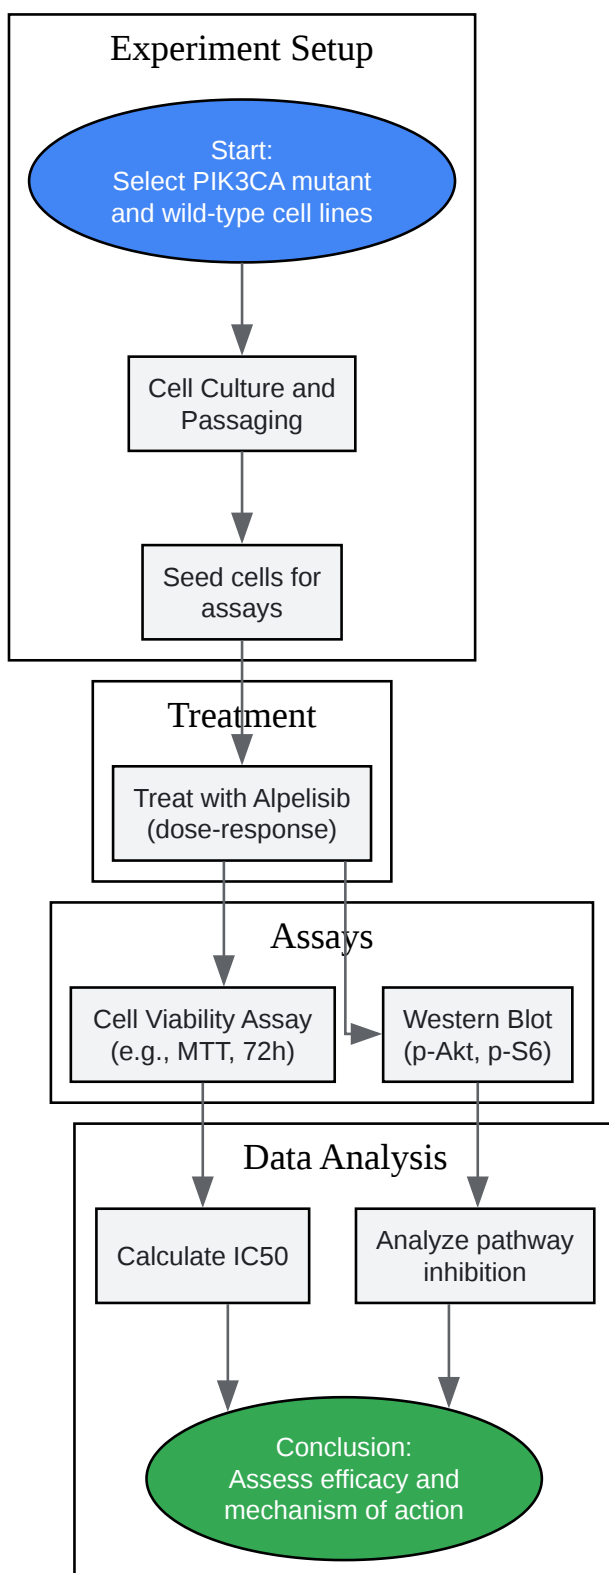 Experiment Setup
Start:
Select PIK3CA mutant
and wild-type cell lines
Cell Culture and
Passaging
Seed cells for
assays
Treatment
Treat with Alpelisib
(dose-response)
Assays
Cell Viability Assay
(e.g., MTT, 72h)
Western Blot
(p-Akt, p-S6)
Data Analysis
Calculate IC50
Analyze pathway
inhibition
Conclusion:
Assess efficacy and
mechanism of action